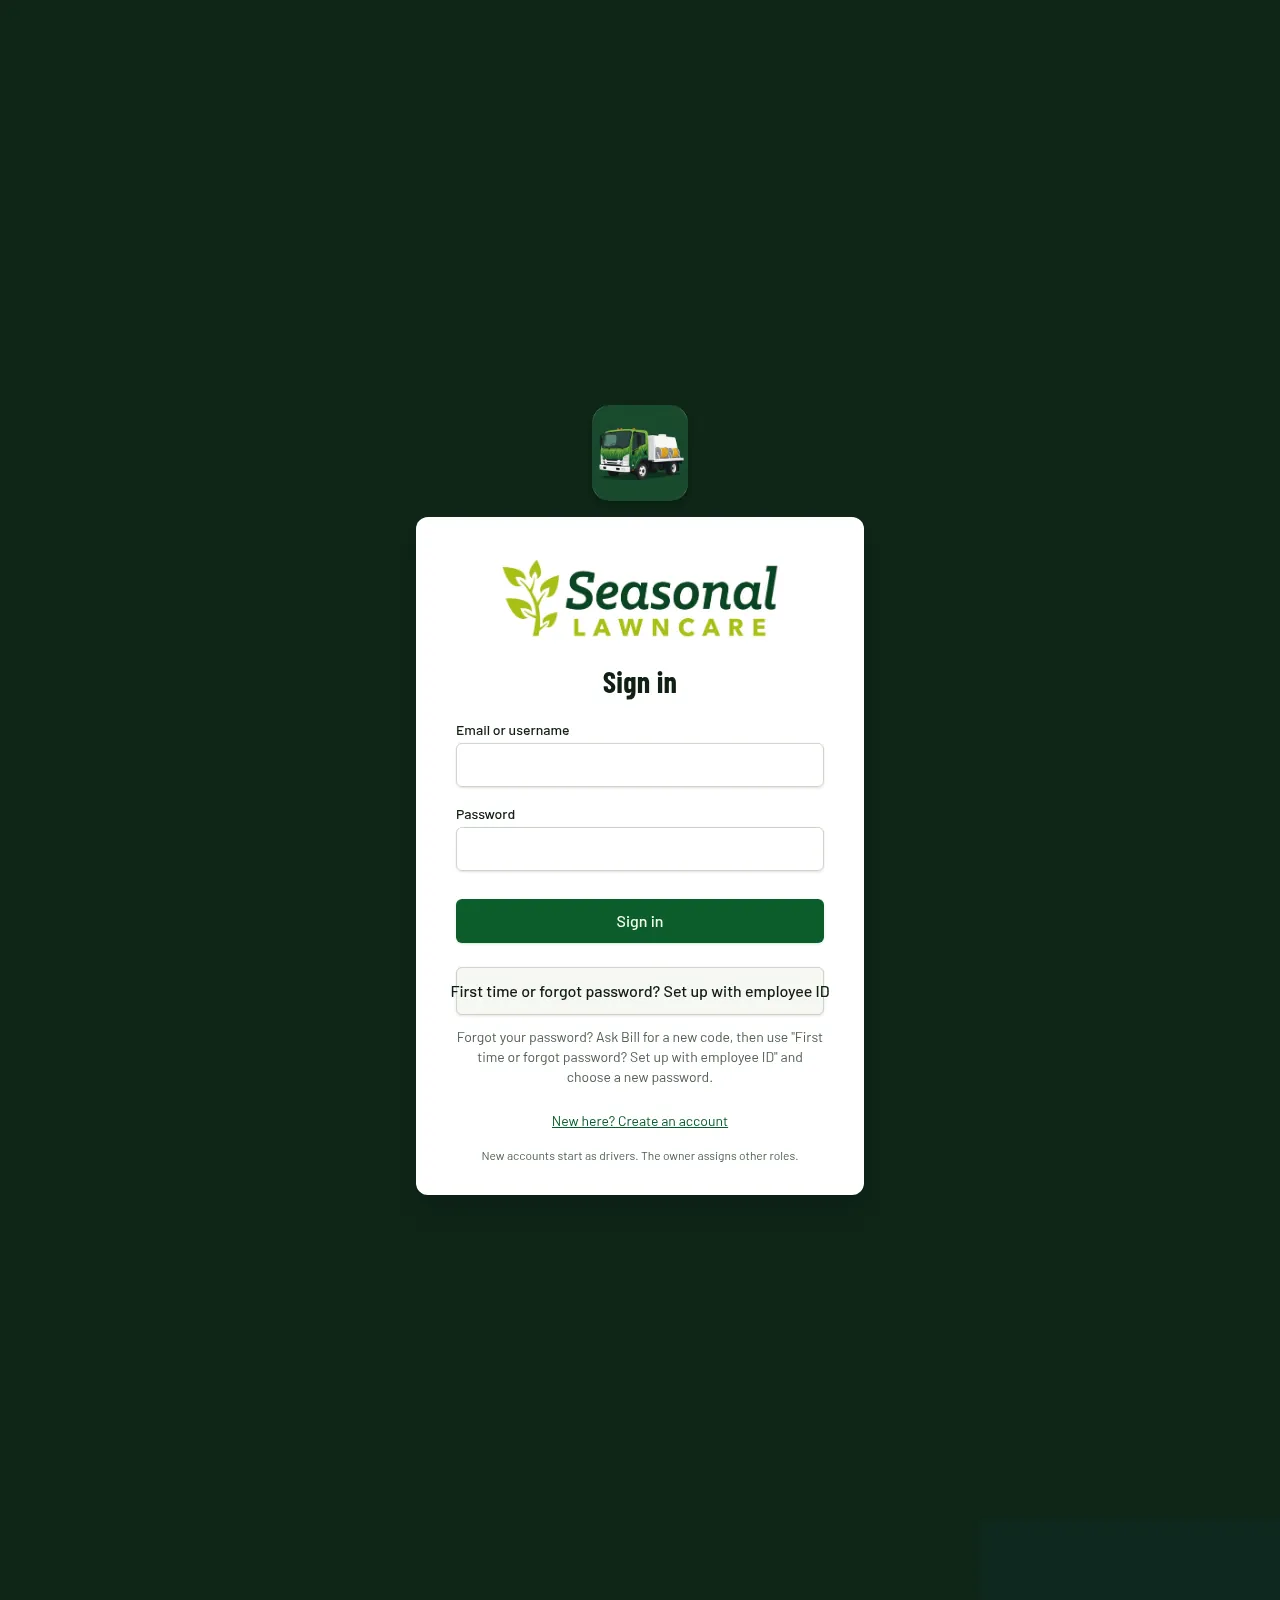 Seasonal
LAWNCARE
Sign in
Email or username
Password
Sign in
First time or forgot password? Set up with employee ID
Forgot your password? Ask Bill for a new code, then use "First
time or forgot password? Set up with employee ID" and
choose a new password.
New here? Create an account
New accounts start as drivers. The owner assigns other roles.